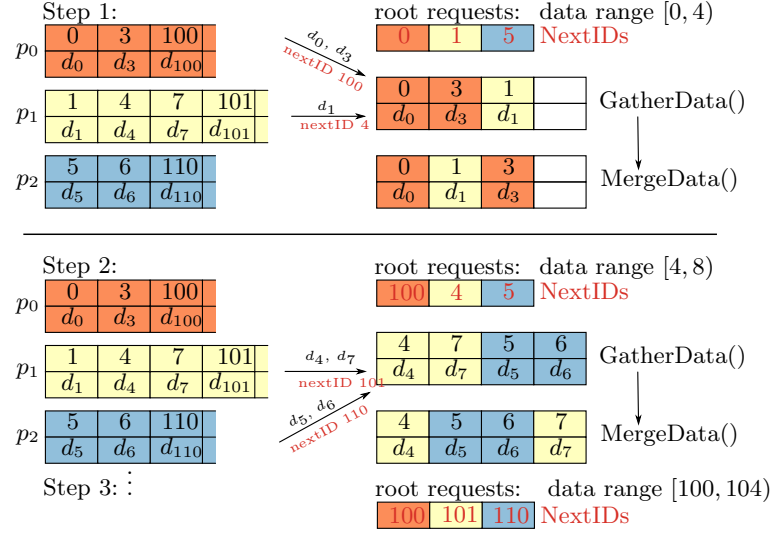 Step 1:
root requests: data range [0, 4)
p0
0 3 100
d0 d3 d100
d0, d3
nextID 100
0 1 5 NextIDs
p1
1 4 7 101
d1 d4 d7 d101
d1
nextID 4
0 3 1
d0 d3 d1
GatherData()
p2
5 6 110
d5 d6 d110
0 1 3
d0 d1 d3
MergeData()
Step 2:
root requests: data range [4, 8)
p0
0 3 100
d0 d3 d100
100 4 5 NextIDs
p1
1 4 7 101
d1 d4 d7 d101
d4, d7
nextID 101
4 7 5 6
d4 d7 d5 d6
GatherData()
p2
5 6 110
d5 d6 d110
d5, d6
nextID 110
4 5 6 7
d4 d5 d6 d7
MergeData()
Step 3: ⋮
root requests: data range [100, 104)
100 101 110 NextIDs